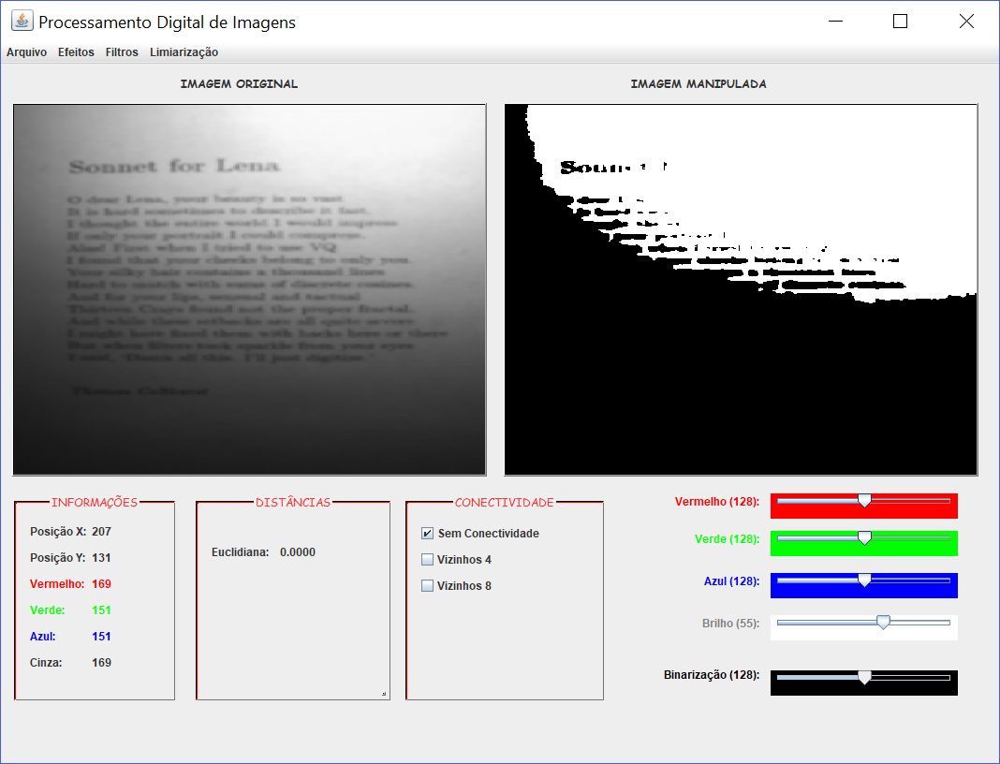 Processamento Digital de Imagens
Arquivo Efeitos Filtros Limiarização
IMAGEM ORIGINAL
IMAGEM MANIPULADA
Sonnet for Lena
O dear Lena, your beauty is so vast
It is hard sometimes to describe it fast.
I thought the entire world I would impress
If only your portrait I could compress.
Alas! First when I tried to use VQ
I found that your cheeks belong to only you.
Your silky hair contains a thousand lines
Hard to match with sums of discrete cosines.
And for your lips, sensual and tactual
Thirteen Crays found not the proper fractal.
And while these setbacks are all quite severe
I might have fixed them with hacks here or there
But when filters took sparkle from your eyes
I said, 'Damn all this. I'll just digitize.'
Thomas Colthurst
INFORMAÇÕES
Posição X: 207
Posição Y: 131
Vermelho: 169
Verde: 151
Azul: 151
Cinza: 169
DISTÂNCIAS
Euclidiana: 0.0000
CONECTIVIDADE
Sem Conectividade
Vizinhos 4
Vizinhos 8
Vermelho (128):
Verde (128):
Azul (128):
Brilho (55):
Binarização (128):